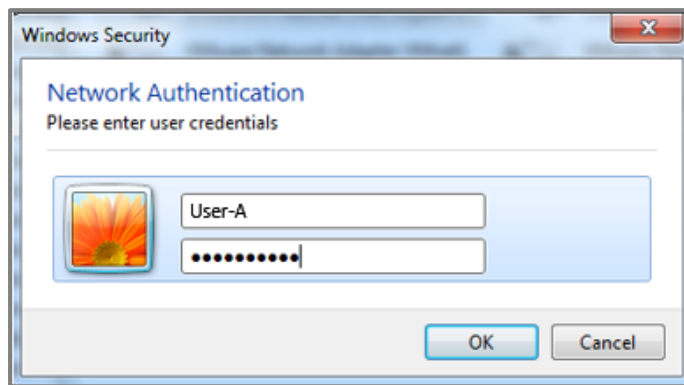 Windows Security
Network Authentication
Please enter user credentials
User-A
●●●●●●●●●●
OK
Cancel